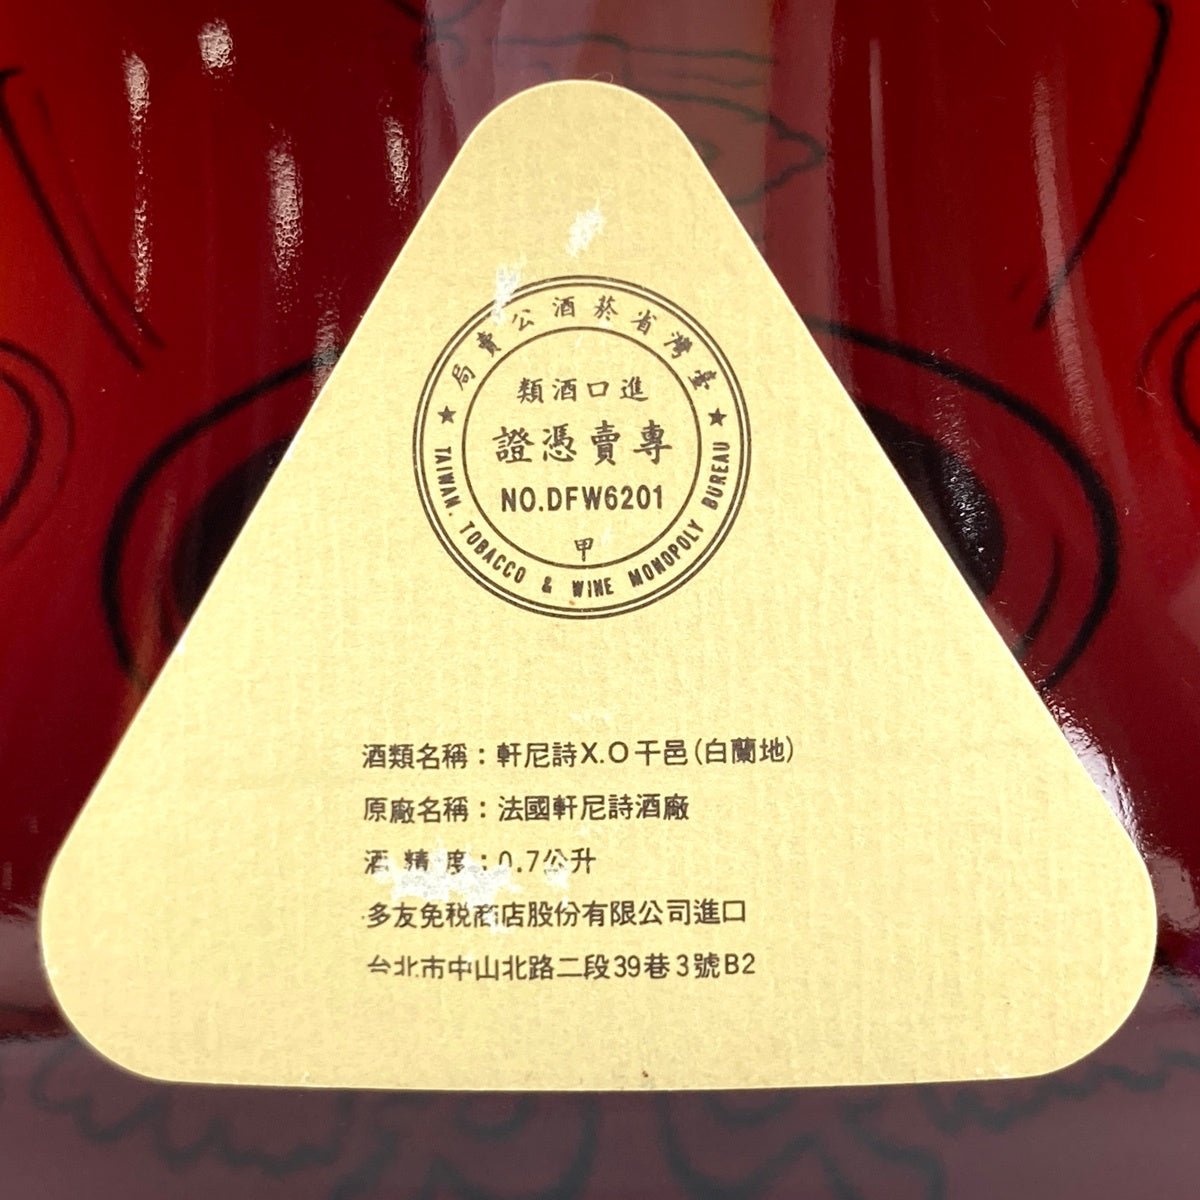 臺灣省菸酒公賣局
進口酒類
專賣憑證
NO.DFW6201
甲
★ TAIWAN. TOBACCO & WINE MONOPOLY BUREAU ★
酒類名稱：軒尼詩X.O干邑(白蘭地)
原廠名稱：法國軒尼詩酒廠
酒精度：0.7公升
多友免税商店股份有限公司進口
台北市中山北路二段39巷3號B2